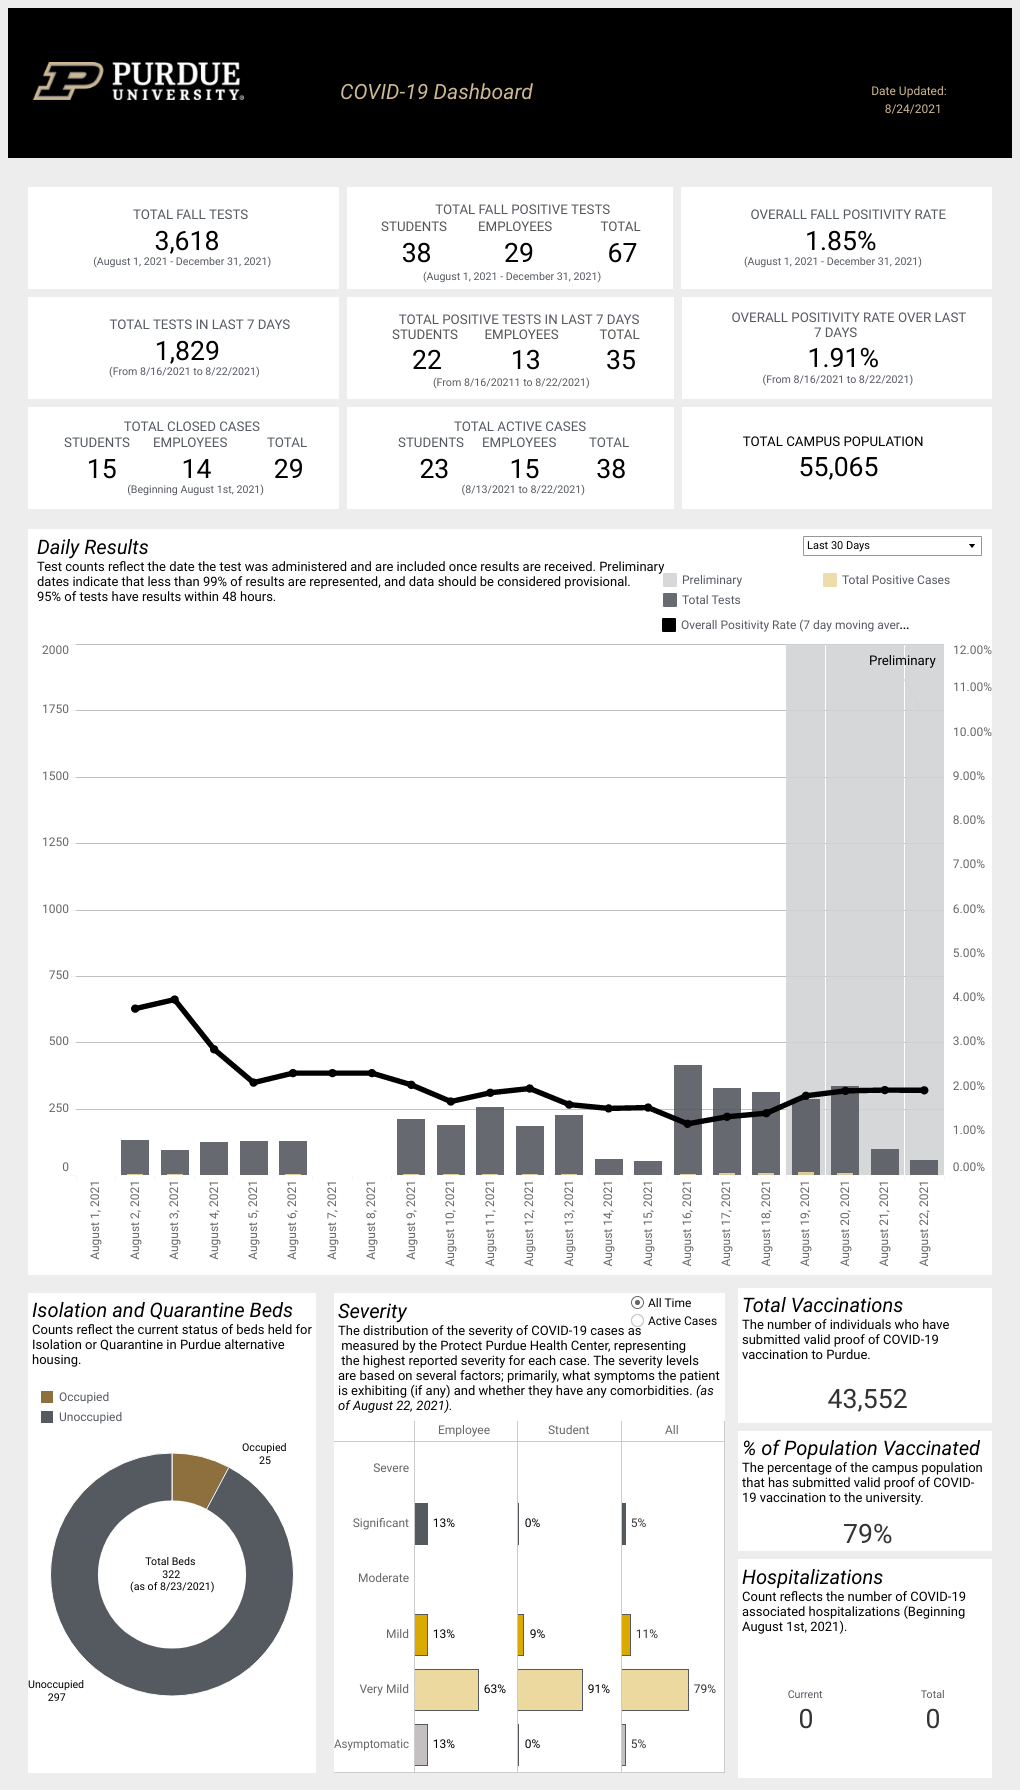 PURDUE
UNIVERSITY®
COVID-19 Dashboard
Date Updated:
8/24/2021
TOTAL FALL TESTS
3,618
(August 1, 2021 - December 31, 2021)
TOTAL FALL POSITIVE TESTS
STUDENTS EMPLOYEES TOTAL
38 29 67
(August 1, 2021 - December 31, 2021)
OVERALL FALL POSITIVITY RATE
1.85%
(August 1, 2021 - December 31, 2021)
TOTAL TESTS IN LAST 7 DAYS
1,829
(From 8/16/2021 to 8/22/2021)
TOTAL POSITIVE TESTS IN LAST 7 DAYS
STUDENTS EMPLOYEES TOTAL
22 13 35
(From 8/16/20211 to 8/22/2021)
OVERALL POSITIVITY RATE OVER LAST
7 DAYS
1.91%
(From 8/16/2021 to 8/22/2021)
TOTAL CLOSED CASES
STUDENTS EMPLOYEES TOTAL
15 14 29
(Beginning August 1st, 2021)
TOTAL ACTIVE CASES
STUDENTS EMPLOYEES TOTAL
23 15 38
(8/13/2021 to 8/22/2021)
TOTAL CAMPUS POPULATION
55,065
Daily Results
Test counts reflect the date the test was administered and are included once results are received. Preliminary
dates indicate that less than 99% of results are represented, and data should be considered provisional.
95% of tests have results within 48 hours.
Last 30 Days
Preliminary
Total Positive Cases
Total Tests
Overall Positivity Rate (7 day moving aver...
Preliminary
2000
1750
1500
1250
1000
750
500
250
0
12.00%
11.00%
10.00%
9.00%
8.00%
7.00%
6.00%
5.00%
4.00%
3.00%
2.00%
1.00%
0.00%
August 1, 2021
August 2, 2021
August 3, 2021
August 4, 2021
August 5, 2021
August 6, 2021
August 7, 2021
August 8, 2021
August 9, 2021
August 10, 2021
August 11, 2021
August 12, 2021
August 13, 2021
August 14, 2021
August 15, 2021
August 16, 2021
August 17, 2021
August 18, 2021
August 19, 2021
August 20, 2021
August 21, 2021
August 22, 2021
Isolation and Quarantine Beds
Counts reflect the current status of beds held for
Isolation or Quarantine in Purdue alternative
housing.
Occupied
Unoccupied
Occupied
25
Total Beds
322
(as of 8/23/2021)
Unoccupied
297
Severity
All Time
Active Cases
The distribution of the severity of COVID-19 cases as
measured by the Protect Purdue Health Center, representing
the highest reported severity for each case. The severity levels
are based on several factors; primarily, what symptoms the patient
is exhibiting (if any) and whether they have any comorbidities. (as
of August 22, 2021).
Employee Student All
Severe
Significant 13% 0% 5%
Moderate
Mild 13% 9% 11%
Very Mild 63% 91% 79%
Asymptomatic 13% 0% 5%
Total Vaccinations
The number of individuals who have
submitted valid proof of COVID-19
vaccination to Purdue.
43,552
% of Population Vaccinated
The percentage of the campus population
that has submitted valid proof of COVID-
19 vaccination to the university.
79%
Hospitalizations
Count reflects the number of COVID-19
associated hospitalizations (Beginning
August 1st, 2021).
Current Total
0 0